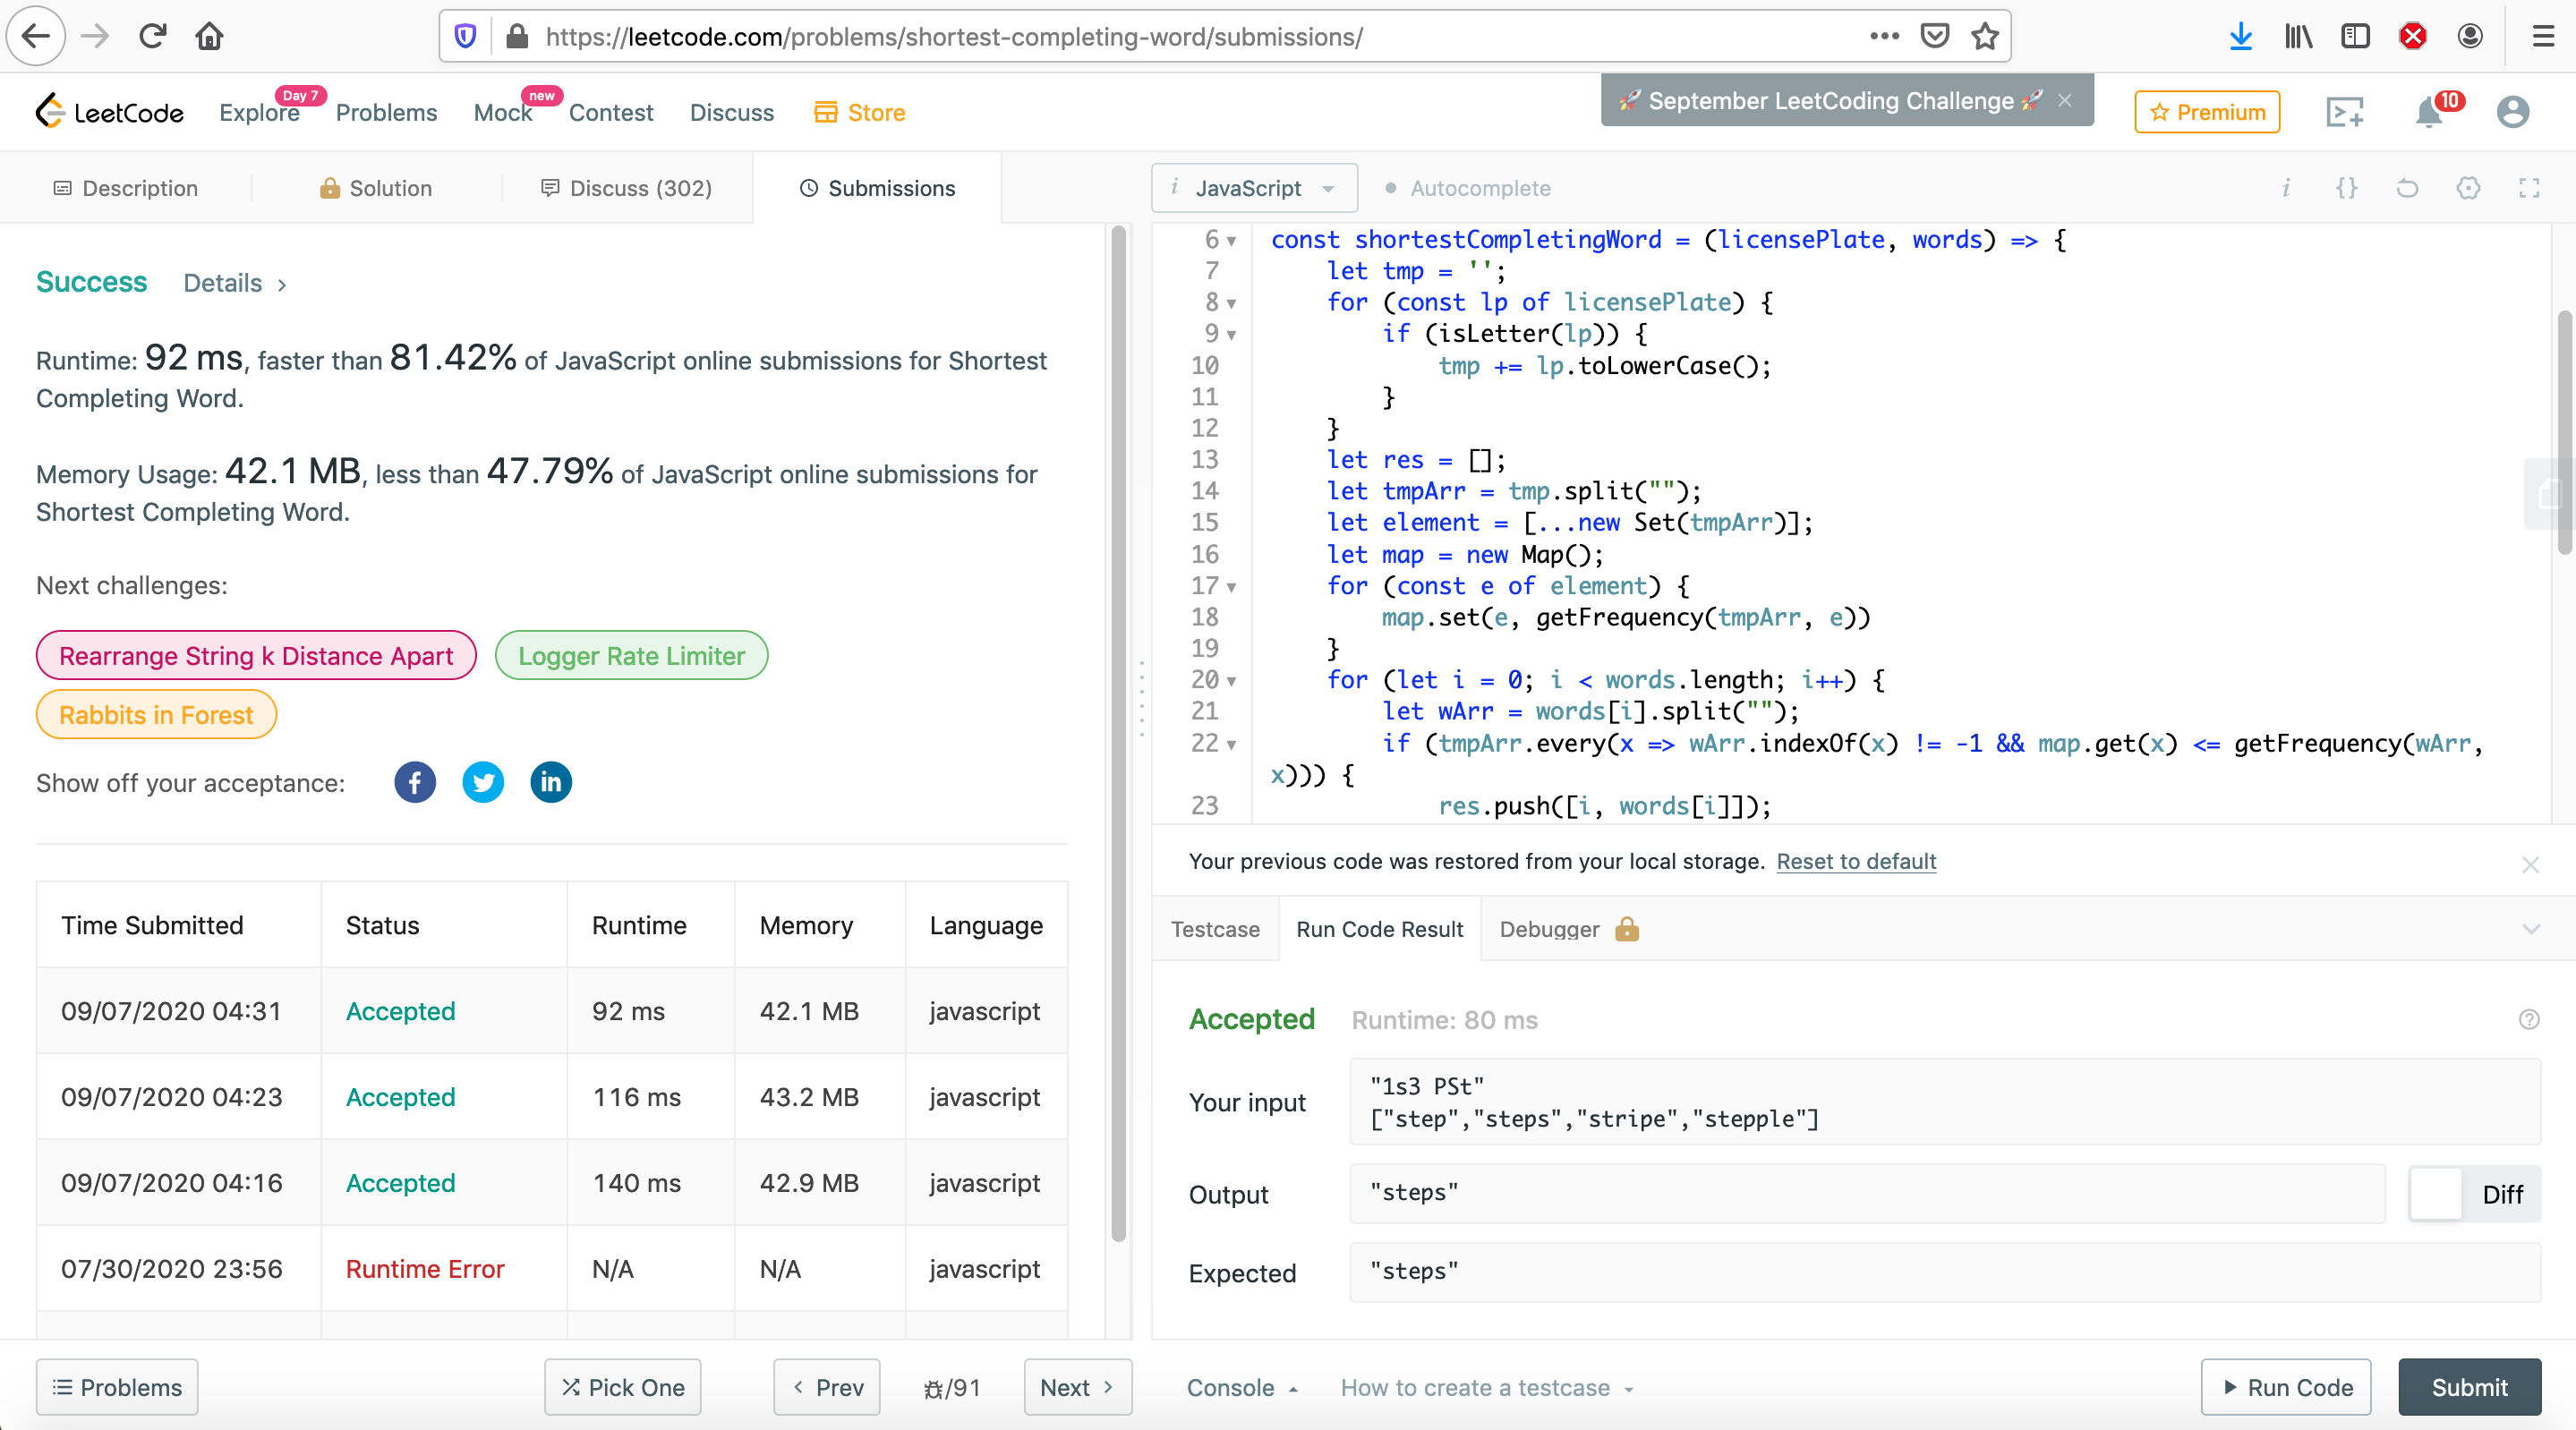 https://leetcode.com/problems/shortest-completing-word/submissions/
LeetCode
Explore
Day 7
Problems
Mock
new
Contest
Discuss
Store
🚀 September LeetCoding Challenge 🚀 ×
Premium
10
Description
Solution
Discuss (302)
Submissions
i JavaScript
Autocomplete
Success
Details >
Runtime: 92 ms, faster than 81.42% of JavaScript online submissions for Shortest
Completing Word.
Memory Usage: 42.1 MB, less than 47.79% of JavaScript online submissions for
Shortest Completing Word.
Next challenges:
Rearrange String k Distance Apart
Logger Rate Limiter
Rabbits in Forest
Show off your acceptance:
Time Submitted Status Runtime Memory Language
09/07/2020 04:31 Accepted 92 ms 42.1 MB javascript
09/07/2020 04:23 Accepted 116 ms 43.2 MB javascript
09/07/2020 04:16 Accepted 140 ms 42.9 MB javascript
07/30/2020 23:56 Runtime Error N/A N/A javascript
Problems
Pick One
< Prev
/91
Next >
6 const shortestCompletingWord = (licensePlate, words) => {
7 let tmp = '';
8 for (const lp of licensePlate) {
9 if (isLetter(lp)) {
10 tmp += lp.toLowerCase();
11 }
12 }
13 let res = [];
14 let tmpArr = tmp.split("");
15 let element = [...new Set(tmpArr)];
16 let map = new Map();
17 for (const e of element) {
18 map.set(e, getFrequency(tmpArr, e))
19 }
20 for (let i = 0; i < words.length; i++) {
21 let wArr = words[i].split("");
22 if (tmpArr.every(x => wArr.indexOf(x) != -1 && map.get(x) <= getFrequency(wArr,
x))) {
23 res.push([i, words[i]]);
Your previous code was restored from your local storage. Reset to default
Testcase
Run Code Result
Debugger
Accepted Runtime: 80 ms
Your input
"1s3 PSt"
["step","steps","stripe","stepple"]
Output
"steps"
Diff
Expected
"steps"
Console
How to create a testcase
Run Code
Submit